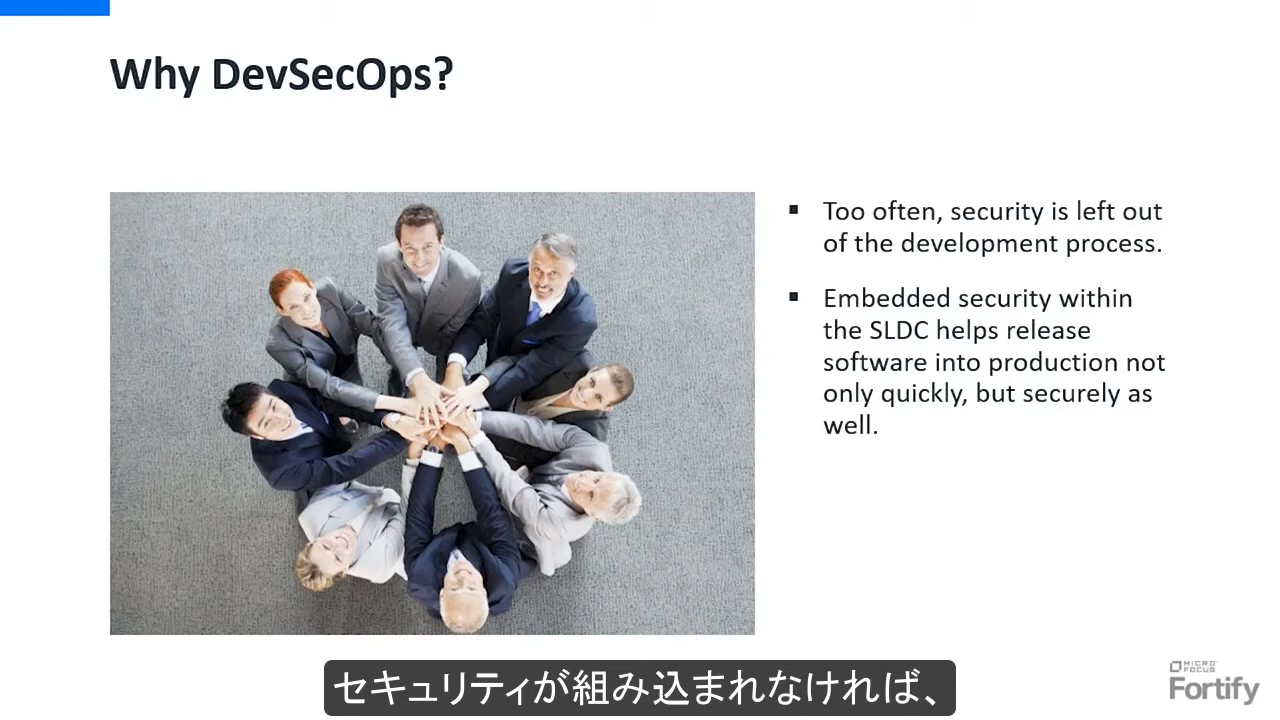 Why DevSecOps?
▪ Too often, security is left out
of the development process.
▪ Embedded security within
the SLDC helps release
software into production not
only quickly, but securely as
well.
セキュリティが組み込まれなければ、
MICRO
FOCUS
Fortify